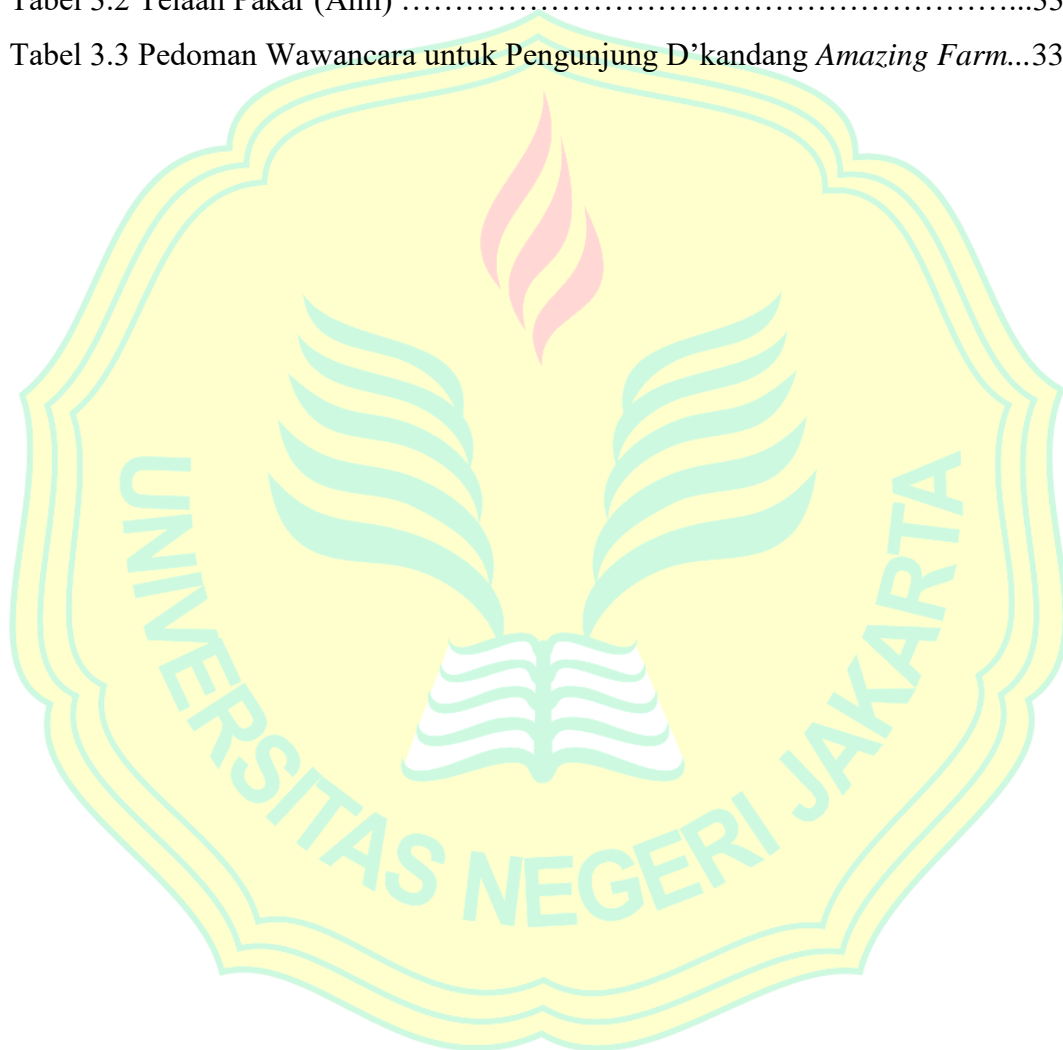 Tabel 3.2 Telaah Pakar (Ahli) ……………………………………………………...33
Tabel 3.3 Pedoman Wawancara untuk Pengunjung D’kandang Amazing Farm...33
UNIVERSITAS NEGERI JAKARTA